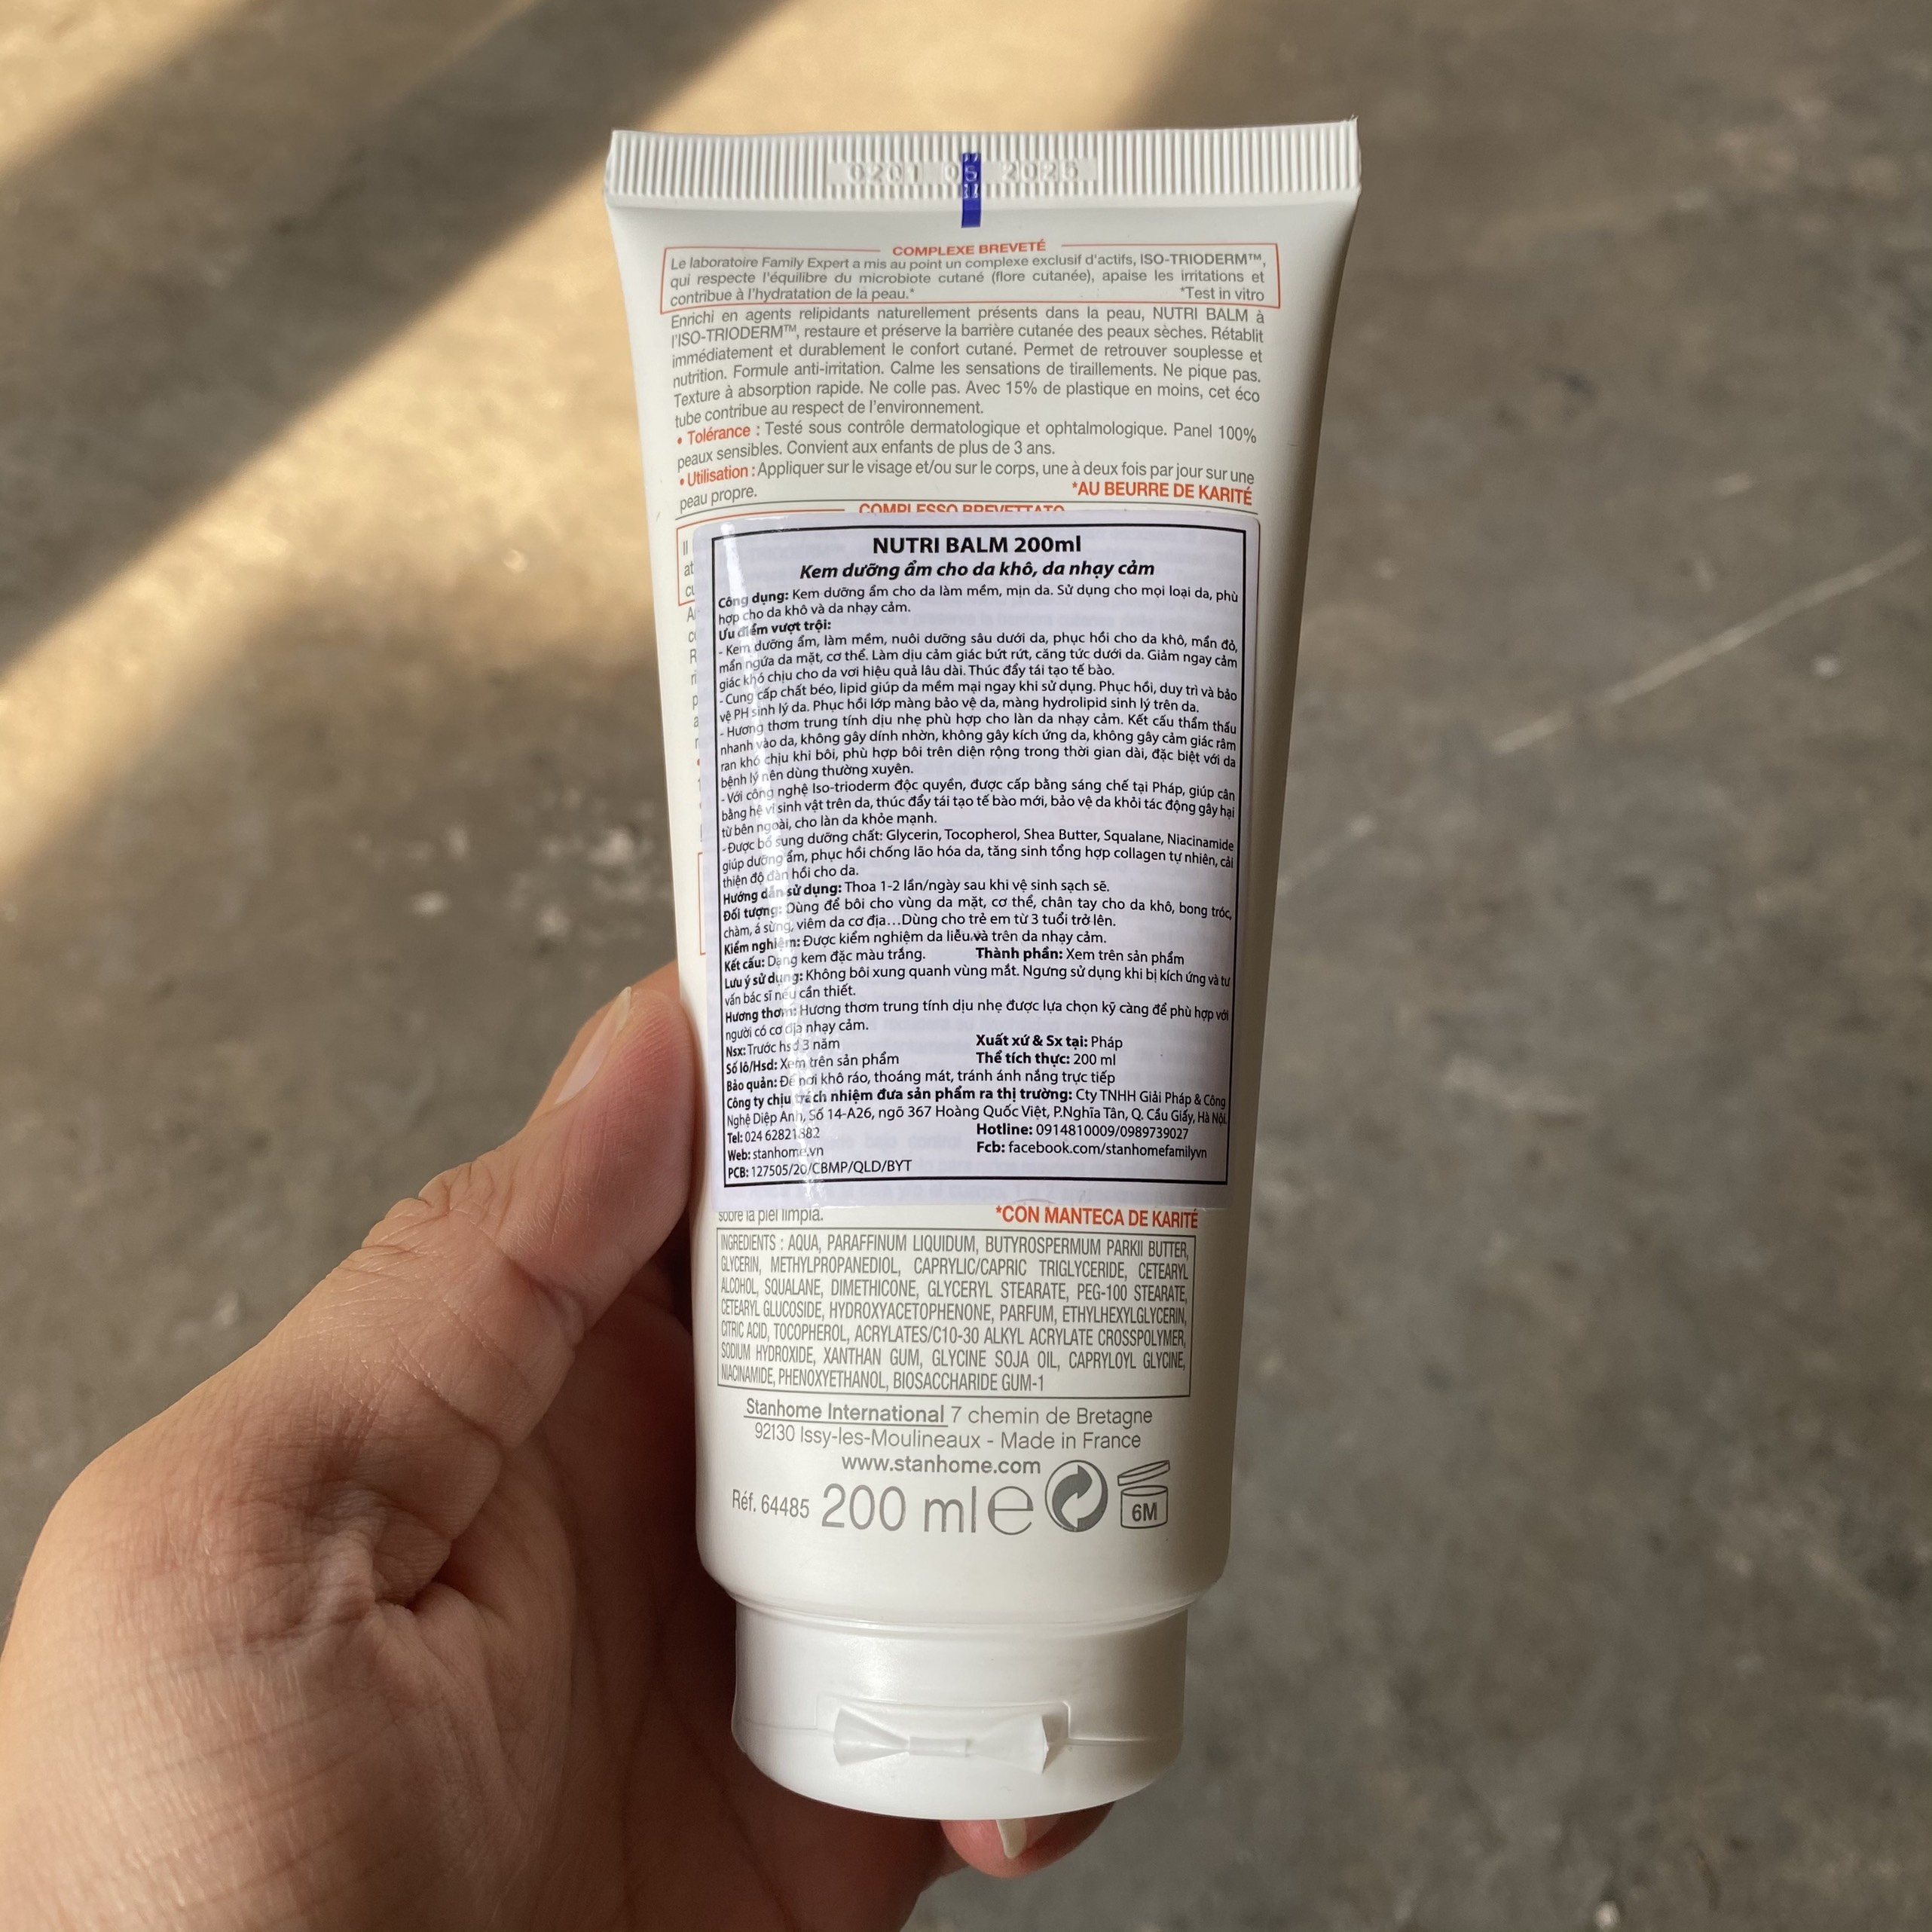 0201 05 2025
COMPLEXE BREVETÉ
Le laboratoire Family Expert a mis au point un complexe exclusif d'actifs, ISO-TRIODERM™,
qui respecte l'équilibre du microbiote cutané (flore cutanée), apaise les irritations et
contribue à l'hydratation de la peau.* *Test in vitro
Enrichi en agents relipidants naturellement présents dans la peau, NUTRI BALM à
l'ISO-TRIODERM™, restaure et préserve la barrière cutanée des peaux sèches. Rétablit
immédiatement et durablement le confort cutané. Permet de retrouver souplesse et
nutrition. Formule anti-irritation. Calme les sensations de tiraillements. Ne pique pas.
Texture à absorption rapide. Ne colle pas. Avec 15% de plastique en moins, cet éco
tube contribue au respect de l'environnement.
• Tolérance : Testé sous contrôle dermatologique et ophtalmologique. Panel 100%
peaux sensibles. Convient aux enfants de plus de 3 ans.
• Utilisation : Appliquer sur le visage et/ou sur le corps, une à deux fois par jour sur une
peau propre. *AU BEURRE DE KARITÉ
COMPLESSO BREVETTATO
Il
NUTRI BALM 200ml
Kem dưỡng ẩm cho da khô, da nhạy cảm
Công dụng: Kem dưỡng ẩm cho da làm mềm, mịn da. Sử dụng cho mọi loại da, phù
hợp cho da khô và da nhạy cảm.
Ưu điểm vượt trội:
- Kem dưỡng ẩm, làm mềm, nuôi dưỡng sâu dưới da, phục hồi cho da khô, mẩn đỏ,
mẩn ngứa da mặt, cơ thể. Làm dịu cảm giác bứt rứt, căng tức dưới da. Giảm ngay cảm
giác khó chịu cho da vơi hiệu quả lâu dài. Thúc đẩy tái tạo tế bào.
- Cung cấp chất béo, lipid giúp da mềm mại ngay khi sử dụng. Phục hồi, duy trì và bảo
vệ PH sinh lý da. Phục hồi lớp màng bảo vệ da, màng hydrolipid sinh lý trên da.
- Hương thơm trung tính dịu nhẹ phù hợp cho làn da nhạy cảm. Kết cấu thẩm thấu
nhanh vào da, không gây dính nhờn, không gây kích ứng da, không gây cảm giác râm
ran khó chịu khi bôi, phù hợp bôi trên diện rộng trong thời gian dài, đặc biệt với da
bệnh lý nên dùng thường xuyên.
- Với công nghệ Iso-trioderm độc quyền, được cấp bằng sáng chế tại Pháp, giúp cân
bằng hệ vi sinh vật trên da, thúc đẩy tái tạo tế bào mới, bảo vệ da khỏi tác động gây hại
từ bên ngoài, cho làn da khỏe mạnh.
- Được bổ sung dưỡng chất: Glycerin, Tocopherol, Shea Butter, Squalane, Niacinamide
giúp dưỡng ẩm, phục hồi chống lão hóa da, tăng sinh tổng hợp collagen tự nhiên, cải
thiện độ đàn hồi cho da.
Hướng dẫn sử dụng: Thoa 1-2 lần/ngày sau khi vệ sinh sạch sẽ.
Đối tượng: Dùng để bôi cho vùng da mặt, cơ thể, chân tay cho da khô, bong tróc,
chàm, á sừng, viêm da cơ địa...Dùng cho trẻ em từ 3 tuổi trở lên.
Kiểm nghiệm: Được kiểm nghiệm da liễu và trên da nhạy cảm.
Kết cấu: Dạng kem đặc màu trắng. Thành phần: Xem trên sản phẩm
Lưu ý sử dụng: Không bôi xung quanh vùng mắt. Ngưng sử dụng khi bị kích ứng và tư
vấn bác sĩ nếu cần thiết.
Hương thơm: Hương thơm trung tính dịu nhẹ được lựa chọn kỹ càng để phù hợp với
người có cơ địa nhạy cảm.
Nsx: Trước hsd 3 năm Xuất xứ & Sx tại: Pháp
Số lô/Hsd: Xem trên sản phẩm Thể tích thực: 200 ml
Bảo quản: Để nơi khô ráo, thoáng mát, tránh ánh nắng trực tiếp
Công ty chịu trách nhiệm đưa sản phẩm ra thị trường: Cty TNHH Giải Pháp & Công
Nghệ Diệp Anh, Số 14-A26, ngõ 367 Hoàng Quốc Việt, P.Nghĩa Tân, Q. Cầu Giấy, Hà Nội.
Tel: 024 62821882 Hotline: 0914810009/0989739027
Web: stanhome.vn Fcb: facebook.com/stanhomefamilyvn
PCB: 127505/20/CBMP/QLD/BYT
sobre la piel limpia. *CON MANTECA DE KARITÉ
INGREDIENTS : AQUA, PARAFFINUM LIQUIDUM, BUTYROSPERMUM PARKII BUTTER,
GLYCERIN, METHYLPROPANEDIOL, CAPRYLIC/CAPRIC TRIGLYCERIDE, CETEARYL
ALCOHOL, SQUALANE, DIMETHICONE, GLYCERYL STEARATE, PEG-100 STEARATE,
CETEARYL GLUCOSIDE, HYDROXYACETOPHENONE, PARFUM, ETHYLHEXYLGLYCERIN,
CITRIC ACID, TOCOPHEROL, ACRYLATES/C10-30 ALKYL ACRYLATE CROSSPOLYMER,
SODIUM HYDROXIDE, XANTHAN GUM, GLYCINE SOJA OIL, CAPRYLOYL GLYCINE,
NIACINAMIDE, PHENOXYETHANOL, BIOSACCHARIDE GUM-1
Stanhome International 7 chemin de Bretagne
92130 Issy-les-Moulineaux - Made in France
www.stanhome.com
Réf. 64485 200 ml e 6M